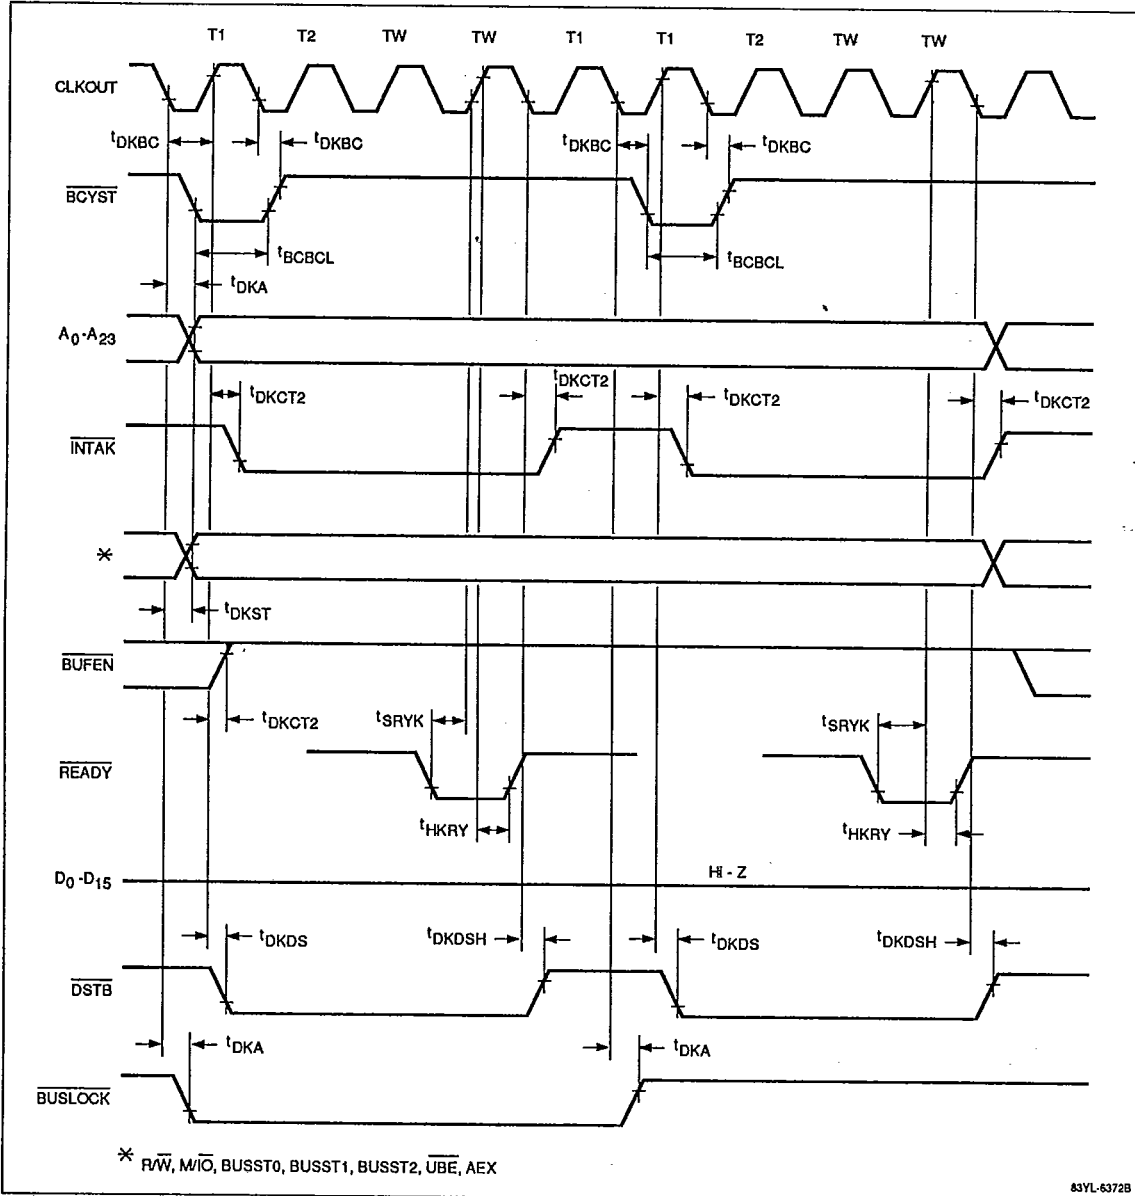 T1 T2 TW TW T1 T1 T2 TW TW
CLKOUT
tDKBC tDKBC tDKBC tDKBC
BCYST
tBCBCL tBCBCL
tDKA
A0-A23
tDKCT2 tDKCT2 tDKCT2 tDKCT2
INTAK
*
tDKST
BUFEN
tDKCT2 tSRYK tSRYK
READY
tHKRY tHKRY
D0-D15 HI - Z
tDKDS tDKDSH tDKDS tDKDSH
DSTB
tDKA tDKA
BUSLOCK
* R/W, M/IO, BUSST0, BUSST1, BUSST2, UBE, AEX
83YL-6372B